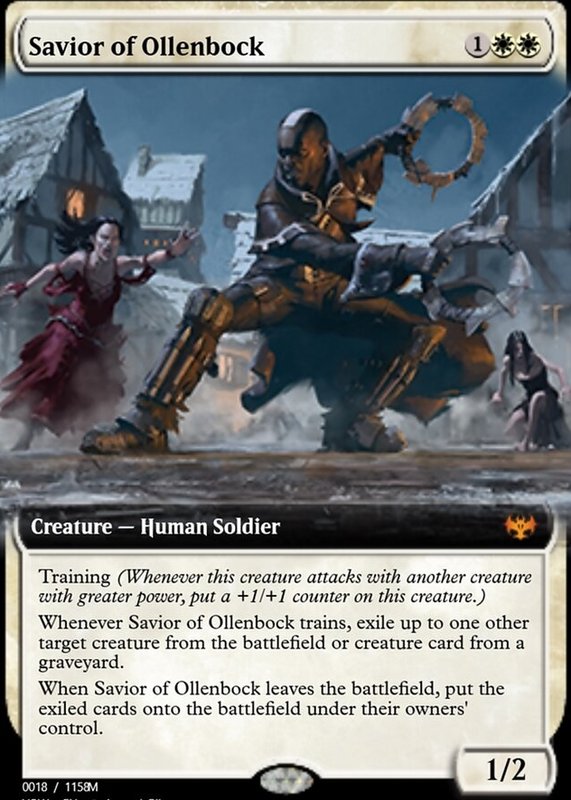 Savior of Ollenbock
1
Creature — Human Soldier
Training (Whenever this creature attacks with another creature
with greater power, put a +1/+1 counter on this creature.)
Whenever Savior of Ollenbock trains, exile up to one other
target creature from the battlefield or creature card from a
graveyard.
When Savior of Ollenbock leaves the battlefield, put the
exiled cards onto the battlefield under their owners'
control.
1/2
0018 / 1158M